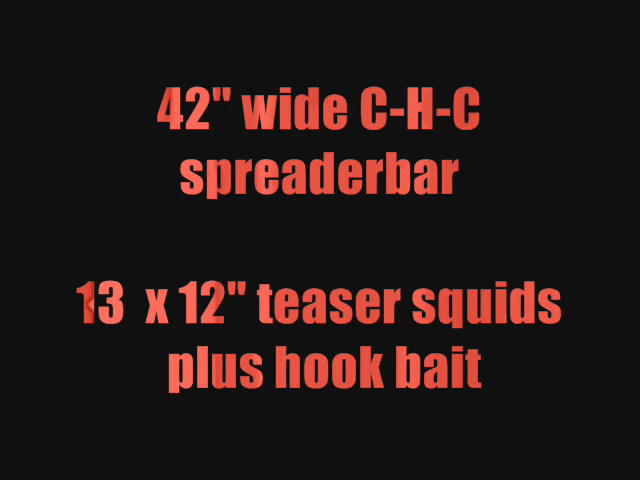 42" wide C-H-C
spreaderbar
13 x 12" teaser squids
plus hook bait